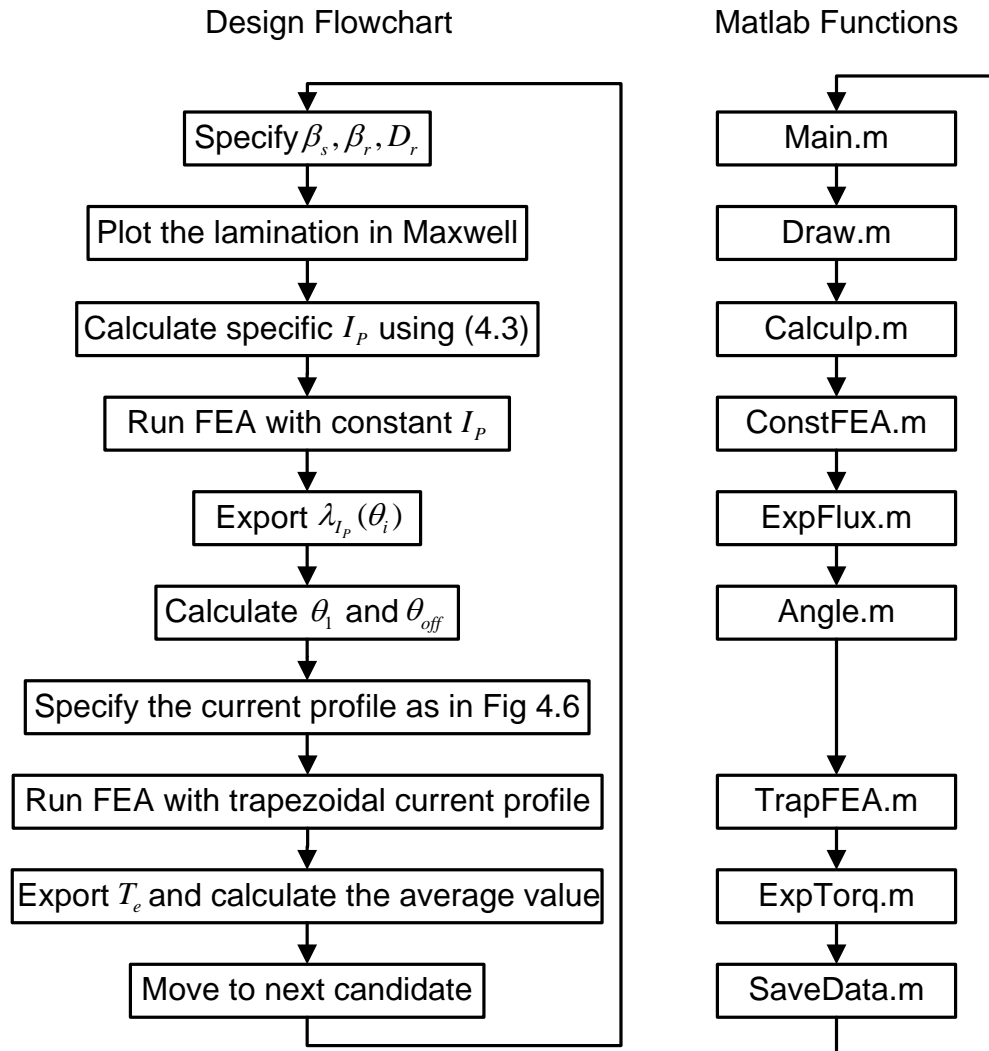 Design Flowchart
Matlab Functions
Specify β_s, β_r, D_r
Main.m
Plot the lamination in Maxwell
Draw.m
Calculate specific I_P using (4.3)
CalcuIp.m
Run FEA with constant I_P
ConstFEA.m
Export λ_{I_P}(θ_i)
ExpFlux.m
Calculate θ_1 and θ_{off}
Angle.m
Specify the current profile as in Fig 4.6
Run FEA with trapezoidal current profile
TrapFEA.m
Export T_e and calculate the average value
ExpTorq.m
Move to next candidate
SaveData.m